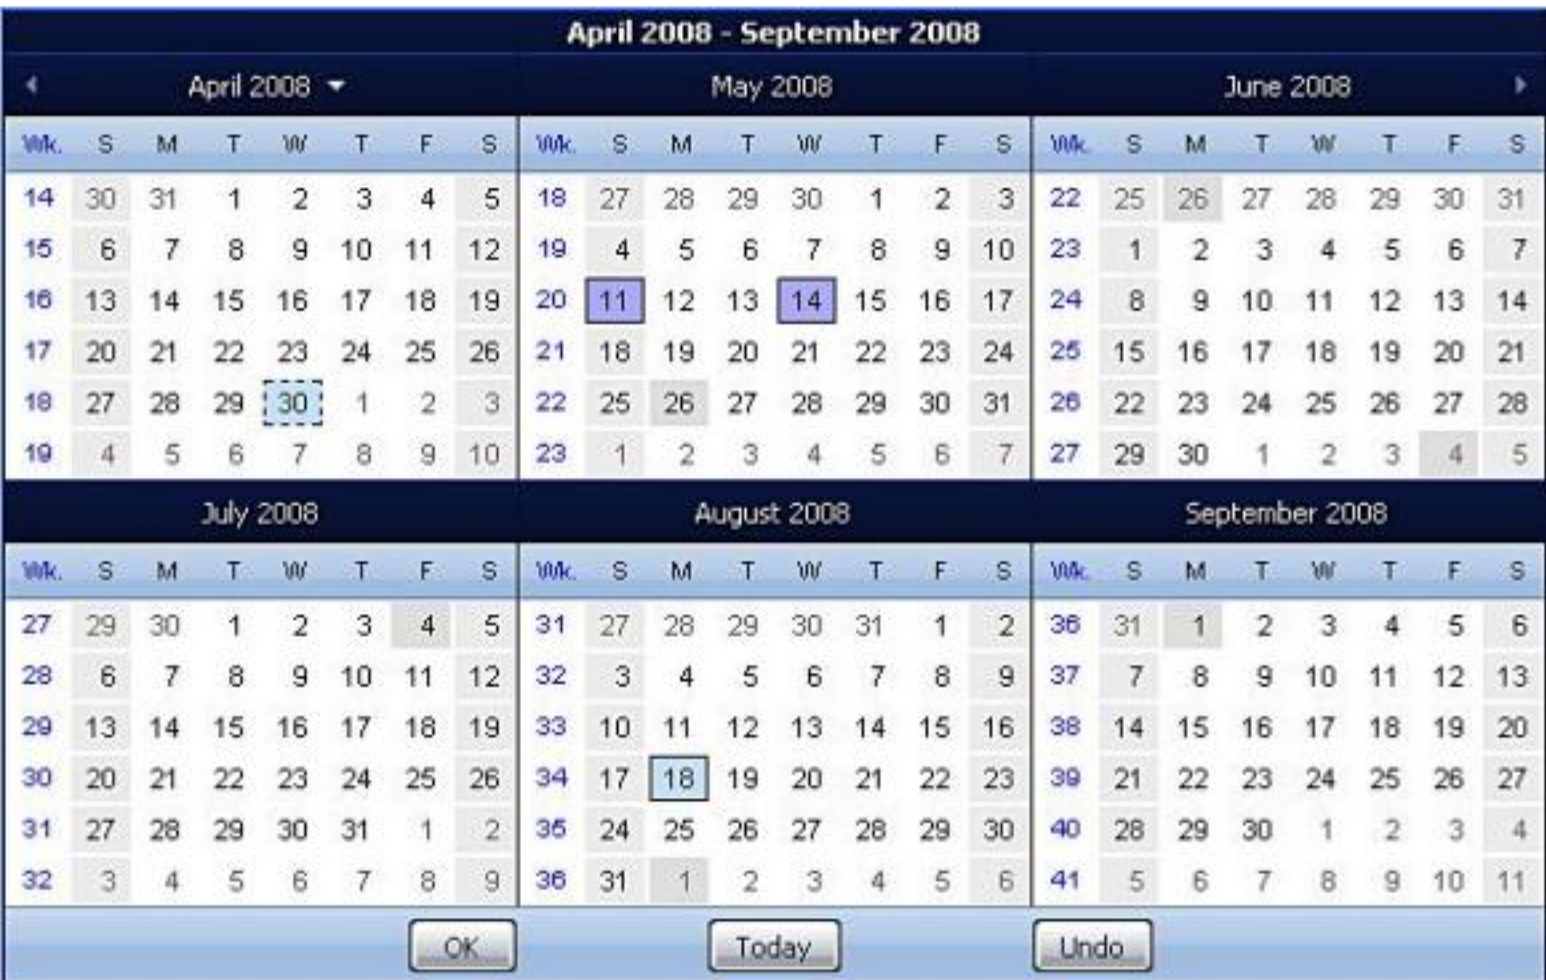 April 2008 - September 2008
April 2008 May 2008 June 2008
Wk. S M T W T F S Wk. S M T W T F S Wk. S M T W T F S
14 30 31 1 2 3 4 5 18 27 28 29 30 1 2 3 22 25 26 27 28 29 30 31
15 6 7 8 9 10 11 12 19 4 5 6 7 8 9 10 23 1 2 3 4 5 6 7
16 13 14 15 16 17 18 19 20 11 12 13 14 15 16 17 24 8 9 10 11 12 13 14
17 20 21 22 23 24 25 26 21 18 19 20 21 22 23 24 25 15 16 17 18 19 20 21
18 27 28 29 30 1 2 3 22 25 26 27 28 29 30 31 26 22 23 24 25 26 27 28
19 4 5 6 7 8 9 10 23 1 2 3 4 5 6 7 27 29 30 1 2 3 4 5
July 2008 August 2008 September 2008
Wk. S M T W T F S Wk. S M T W T F S Wk. S M T W T F S
27 29 30 1 2 3 4 5 31 27 28 29 30 31 1 2 36 31 1 2 3 4 5 6
28 6 7 8 9 10 11 12 32 3 4 5 6 7 8 9 37 7 8 9 10 11 12 13
29 13 14 15 16 17 18 19 33 10 11 12 13 14 15 16 38 14 15 16 17 18 19 20
30 20 21 22 23 24 25 26 34 17 18 19 20 21 22 23 39 21 22 23 24 25 26 27
31 27 28 29 30 31 1 2 35 24 25 26 27 28 29 30 40 28 29 30 1 2 3 4
32 3 4 5 6 7 8 9 36 31 1 2 3 4 5 6 41 5 6 7 8 9 10 11
OK Today Undo